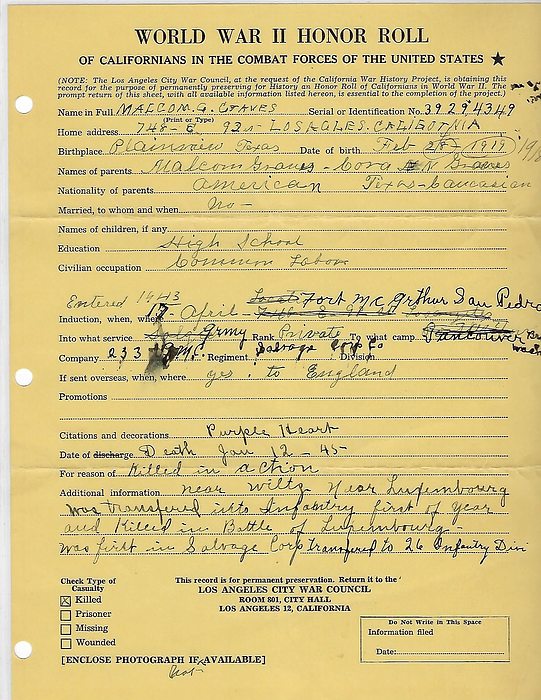 WORLD WAR II HONOR ROLL
OF CALIFORNIANS IN THE COMBAT FORCES OF THE UNITED STATES ★
(NOTE: The Los Angeles City War Council, at the request of the California War History Project, is obtaining this
record for the purpose of permanently preserving for History an Honor Roll of Californians in World War II. The
prompt return of this, with all available information listed herein, is essential to the completion of the project.)
Name in Full MALCOM. G. GRAVES Serial or Identification No. 39294349
(Print or Type)
Home address 748- E. 92 LOS
Birthplace Plainview Texas Date of birth Feb 28 1919
Names of parents Malcom Graves - Cora Graves
Nationality of parents American Texas-Caucasian
Married, to whom and when No -
Names of children, if any
Education High School
Civilian occupation Common Labor
Entered 1943 Fort McArthur San Pedro
Induction, when, where April -
Into what service Army Rank Private To what camp Vancouver
Company 233 Q.M.C. Regiment Salvage Corp Co Division
If sent overseas, when, where yes. to England
Promotions
Citations and decorations Purple Heart
Date of discharge Death Jan 12 - 45
For reason of Killed in action
Additional information near Wiltz Near Luxembourg
was transfered into Infantry first of year
and Killed in Battle of Luxembourg -
was first in Salvage Corp transfered to 26 Infantry Divi
Check Type of
Casualty
☒ Killed
☐ Prisoner
☐ Missing
☐ Wounded
This record is for permanent preservation. Return it to the
LOS ANGELES CITY WAR COUNCIL
ROOM 801, CITY HALL
LOS ANGELES 12, CALIFORNIA
Do Not Write in This Space
Information filed
Date:
[ENCLOSE PHOTOGRAPH IF AVAILABLE]
Not